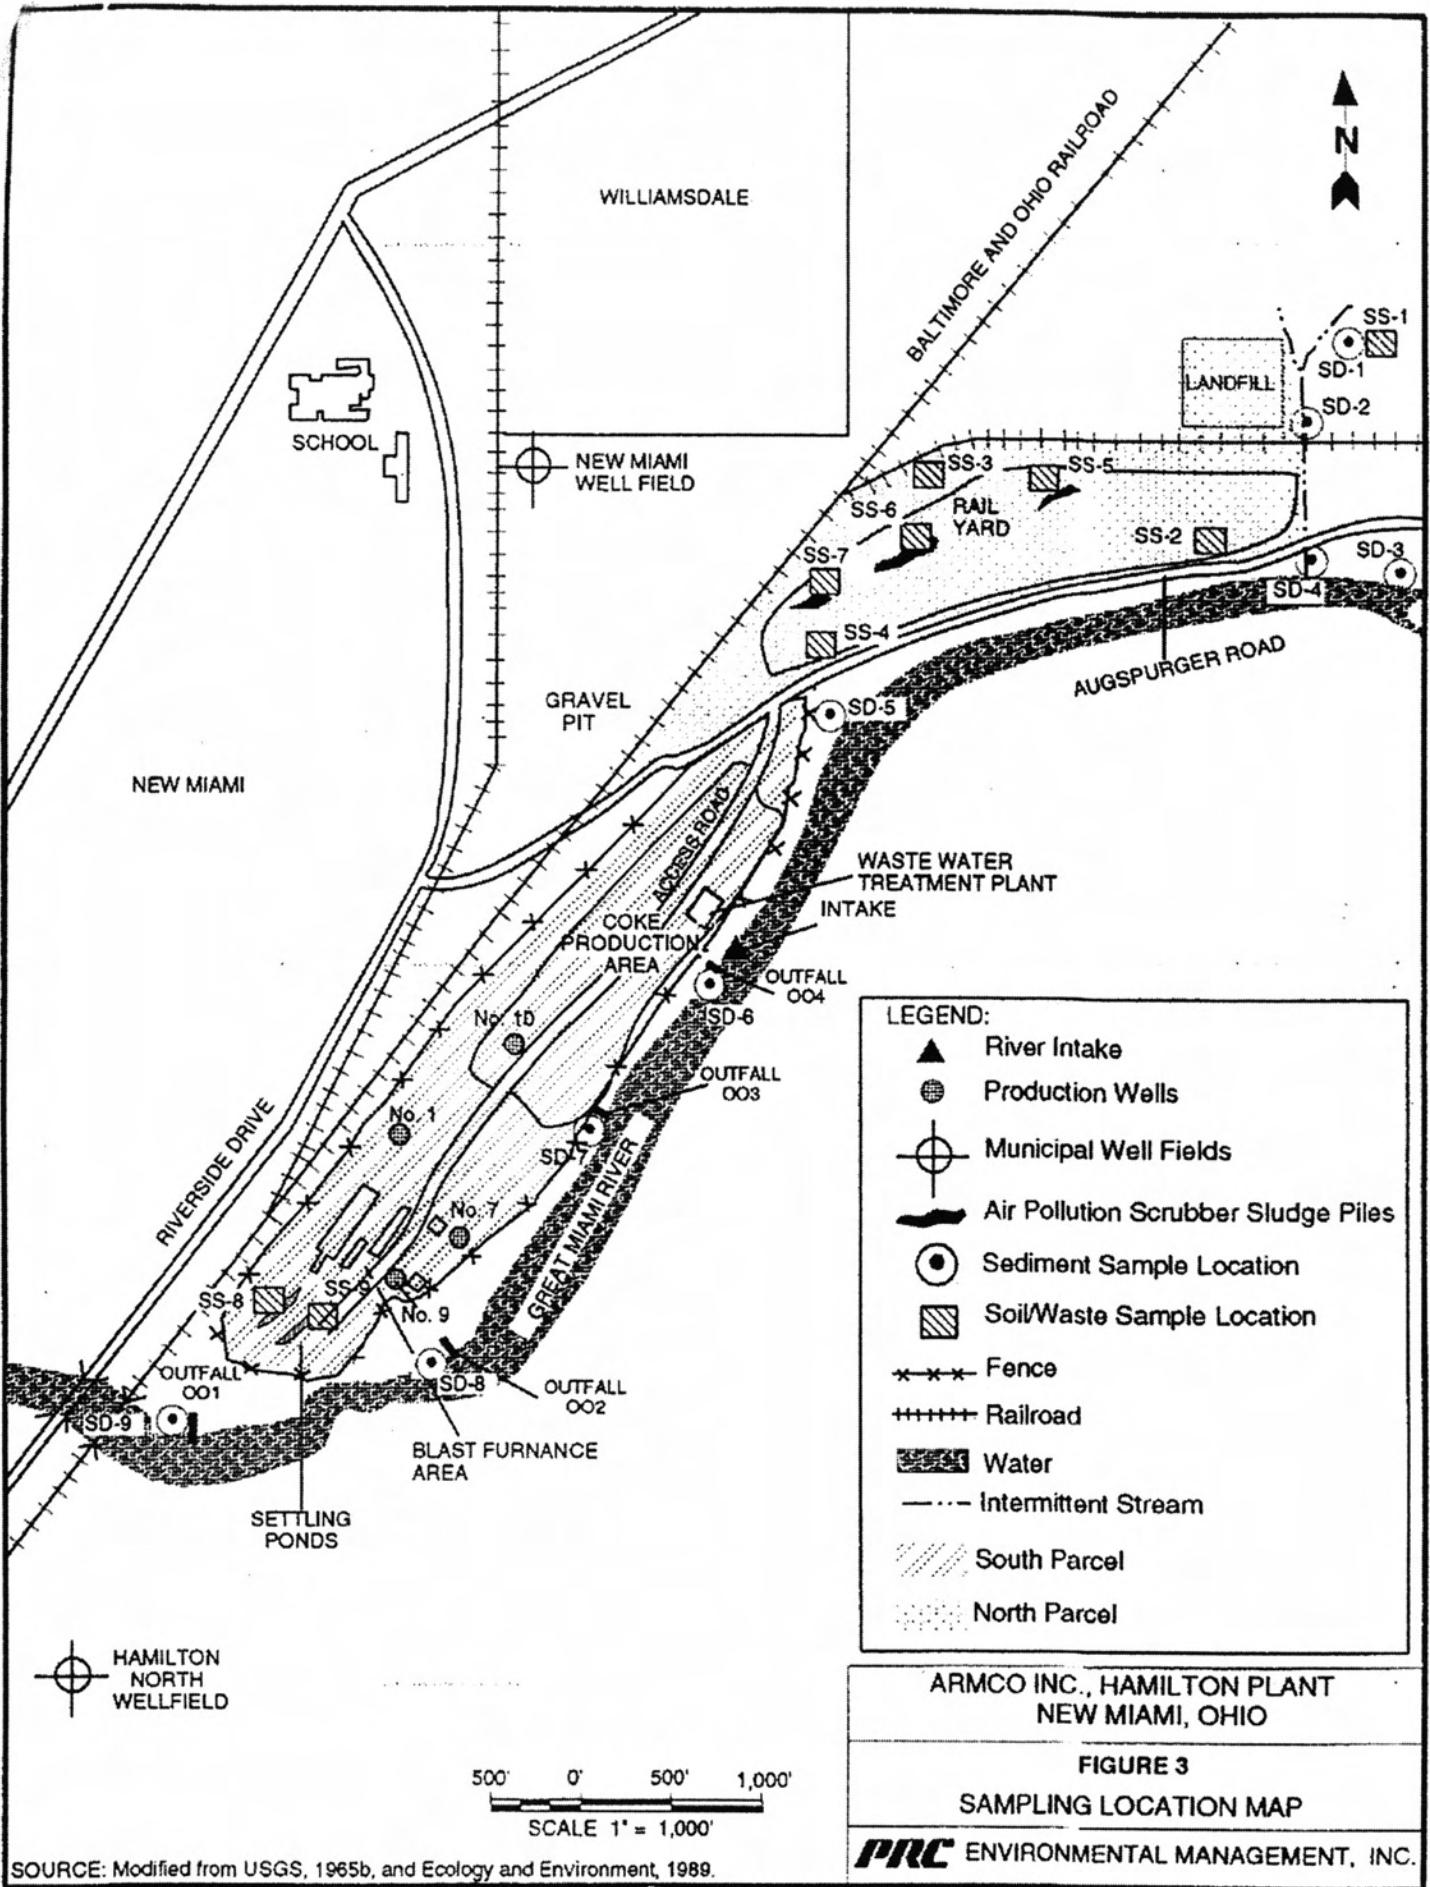 WILLIAMSDALE
BALTIMORE AND OHIO RAILROAD
N
SS-1
SD-1
LANDFILL
SD-2
SCHOOL
NEW MIAMI
WELL FIELD
SS-3
SS-5
SS-6
RAIL
YARD
SS-2
SD-3
SS-7
SD-4
SS-4
AUGSPURGER ROAD
GRAVEL
PIT
SD-5
NEW MIAMI
ACCESS ROAD
WASTE WATER
TREATMENT PLANT
INTAKE
COKE
PRODUCTION
AREA
OUTFALL
004
SD-6
No. 10
OUTFALL
003
No. 1
SD-7
RIVERSIDE DRIVE
No. 7
GREAT MIAMI RIVER
SS-8
SS-9
No. 9
OUTFALL
001
SD-8
OUTFALL
002
SD-9
BLAST FURNANCE
AREA
SETTLING
PONDS
HAMILTON
NORTH
WELLFIELD
LEGEND:
River Intake
Production Wells
Municipal Well Fields
Air Pollution Scrubber Sludge Piles
Sediment Sample Location
Soil/Waste Sample Location
Fence
Railroad
Water
Intermittent Stream
South Parcel
North Parcel
500' 0' 500' 1,000'
SCALE 1" = 1,000'
SOURCE: Modified from USGS, 1965b, and Ecology and Environment, 1989.
ARMCO INC., HAMILTON PLANT
NEW MIAMI, OHIO
FIGURE 3
SAMPLING LOCATION MAP
PRC ENVIRONMENTAL MANAGEMENT, INC.